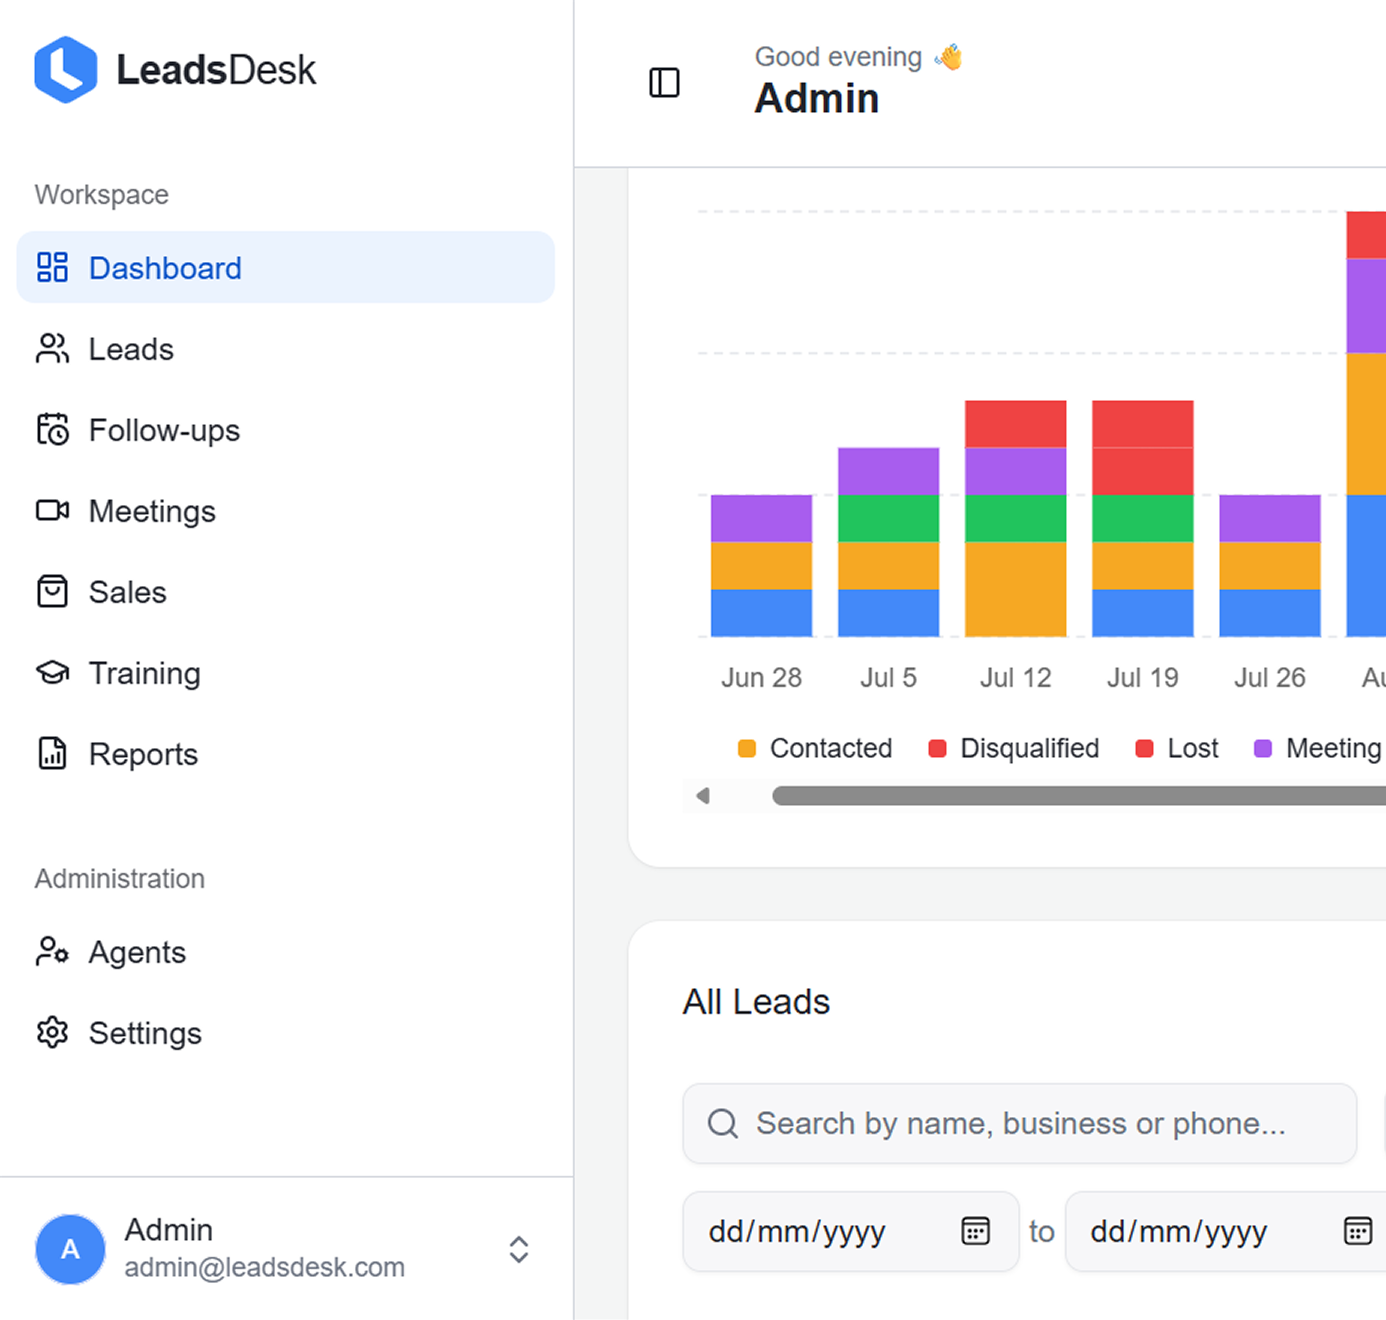 LeadsDesk
Workspace
Dashboard
Leads
Follow-ups
Meetings
Sales
Training
Reports
Administration
Agents
Settings
A
Admin
admin@leadsdesk.com
Good evening 👋
Admin
Jun 28 Jul 5 Jul 12 Jul 19 Jul 26
Contacted Disqualified Lost Meeting
All Leads
Search by name, business or phone...
dd/mm/yyyy to dd/mm/yyyy